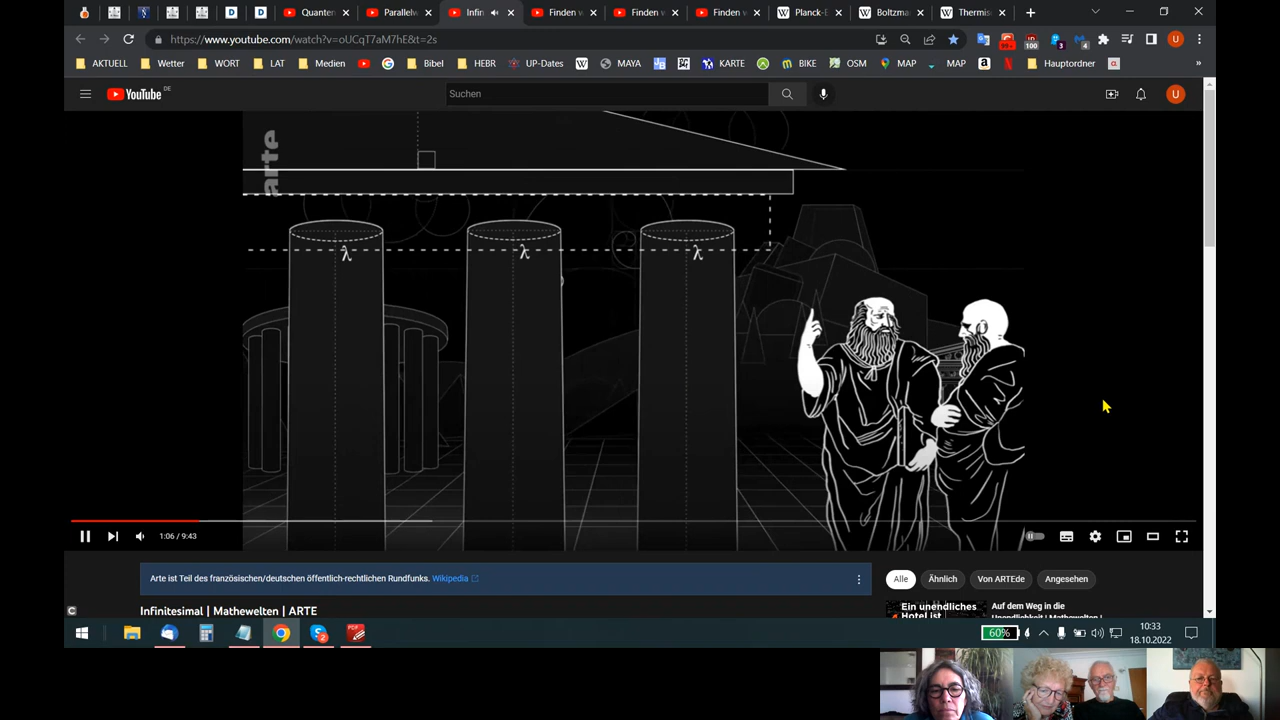 Quanten
Parallelw
Infin
Finden w
Finden w
Finden w
Planck-E
Boltzma
Thermis
https://www.youtube.com/watch?v=oUCqT7aM7hE&t=2s
AKTUELL
Wetter
WORT
LAT
Medien
Bibel
HEBR
UP-Dates
MAYA
KARTE
BIKE
OSM
MAP
MAP
Hauptordner
YouTube DE
Suchen
U
arte
λ
λ
λ
1:06 / 9:43
Arte ist Teil des französischen/deutschen öffentlich-rechtlichen Rundfunks. Wikipedia
Alle
Ähnlich
Von ARTEde
Angesehen
Infinitesimal | Mathewelten | ARTE
Ein unendliches
Hotel ist
Auf dem Weg in die
Unendlichkeit | Mathewelten |
60%
10:33
18.10.2022